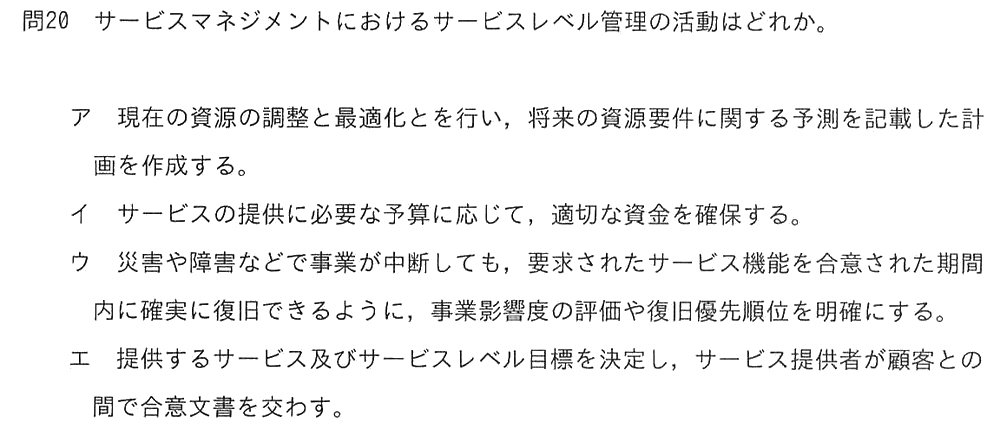 問20 サービスマネジメントにおけるサービスレベル管理の活動はどれか。
ア 現在の資源の調整と最適化とを行い，将来の資源要件に関する予測を記載した計
画を作成する。
イ サービスの提供に必要な予算に応じて，適切な資金を確保する。
ウ 災害や障害などで事業が中断しても，要求されたサービス機能を合意された期間
内に確実に復旧できるように，事業影響度の評価や復旧優先順位を明確にする。
エ 提供するサービス及びサービスレベル目標を決定し，サービス提供者が顧客との
間で合意文書を交わす。